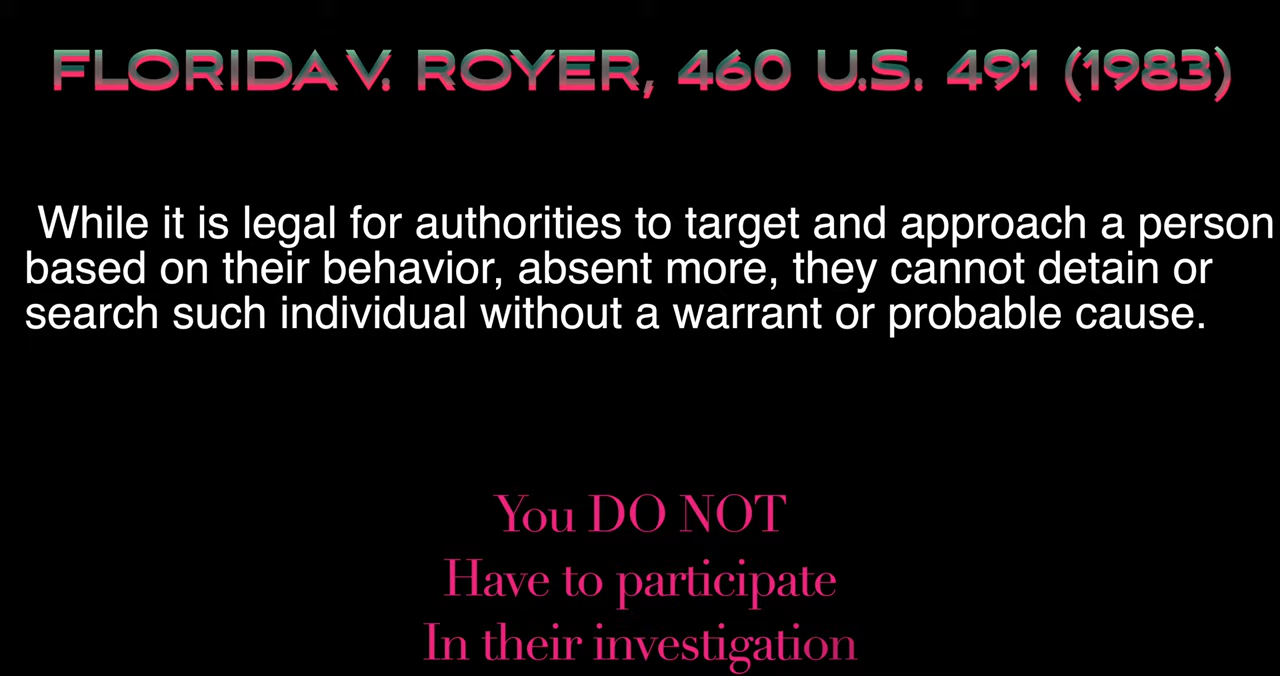 FLORIDA V. ROYER, 460 U.S. 491 (1983)
While it is legal for authorities to target and approach a person
based on their behavior, absent more, they cannot detain or
search such individual without a warrant or probable cause.
You DO NOT
Have to participate
In their investigation